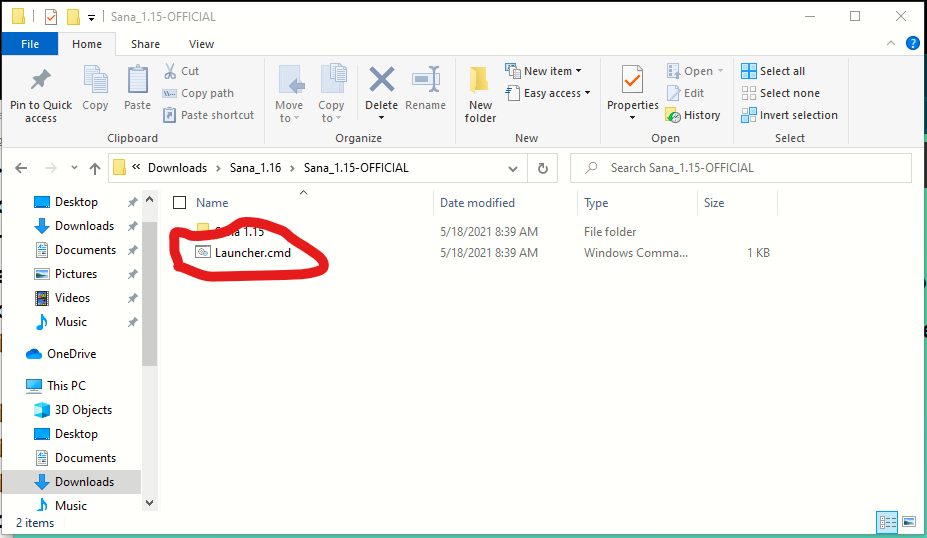 Sana_1.15-OFFICIAL
File Home Share View
Pin to Quick access
Copy
Paste
Cut
Copy path
Paste shortcut
Clipboard
Move to
Copy to
Delete
Rename
Organize
New folder
New item
Easy access
New
Properties
Open
Edit
History
Open
Select all
Select none
Invert selection
Select
Downloads Sana_1.16 Sana_1.15-OFFICIAL
Search Sana_1.15-OFFICIAL
Desktop
Downloads
Documents
Pictures
Videos
Music
OneDrive
This PC
3D Objects
Desktop
Documents
Downloads
Music
Name Date modified Type Size
Sana 1.15 5/18/2021 8:39 AM File folder
Launcher.cmd 5/18/2021 8:39 AM Windows Comma... 1 KB
2 items